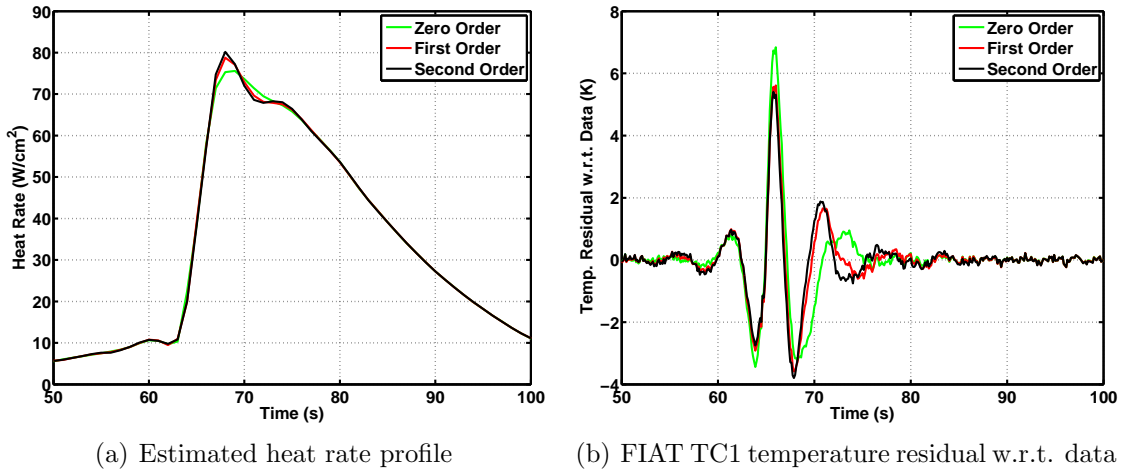 90
80
70
60
50
40
30
20
10
0
Heat Rate (W/cm²)
Zero Order
First Order
Second Order
50 60 70 80 90 100
Time (s)
(a) Estimated heat rate profile
8
6
4
2
0
−2
−4
Temp. Residual w.r.t. Data (K)
Zero Order
First Order
Second Order
50 60 70 80 90 100
Time (s)
(b) FIAT TC1 temperature residual w.r.t. data